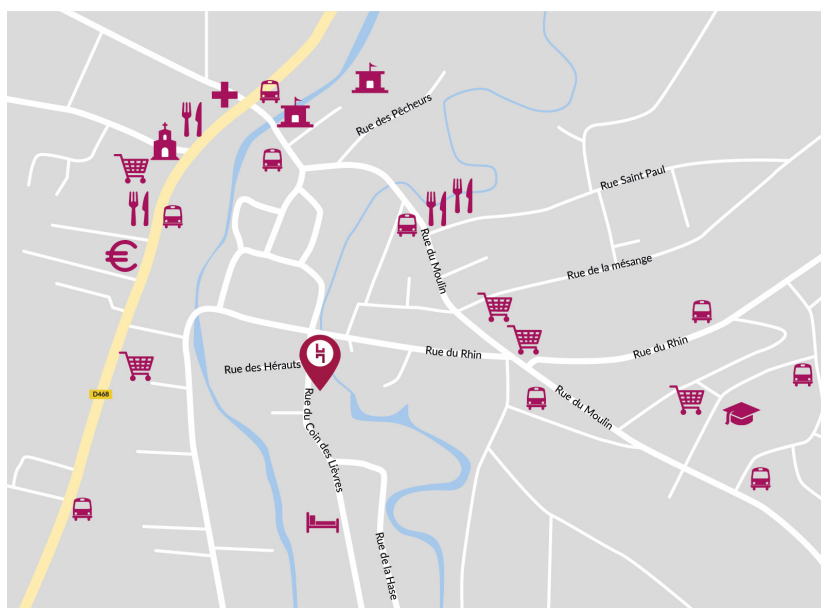 Rue des Pêcheurs
Rue Saint Paul
Rue du Moulin
Rue de la mésange
Rue du Rhin
Rue du Rhin
Rue des Hérauts
D468
Rue du Coin des Lièvres
Rue du Moulin
Rue de la Hase